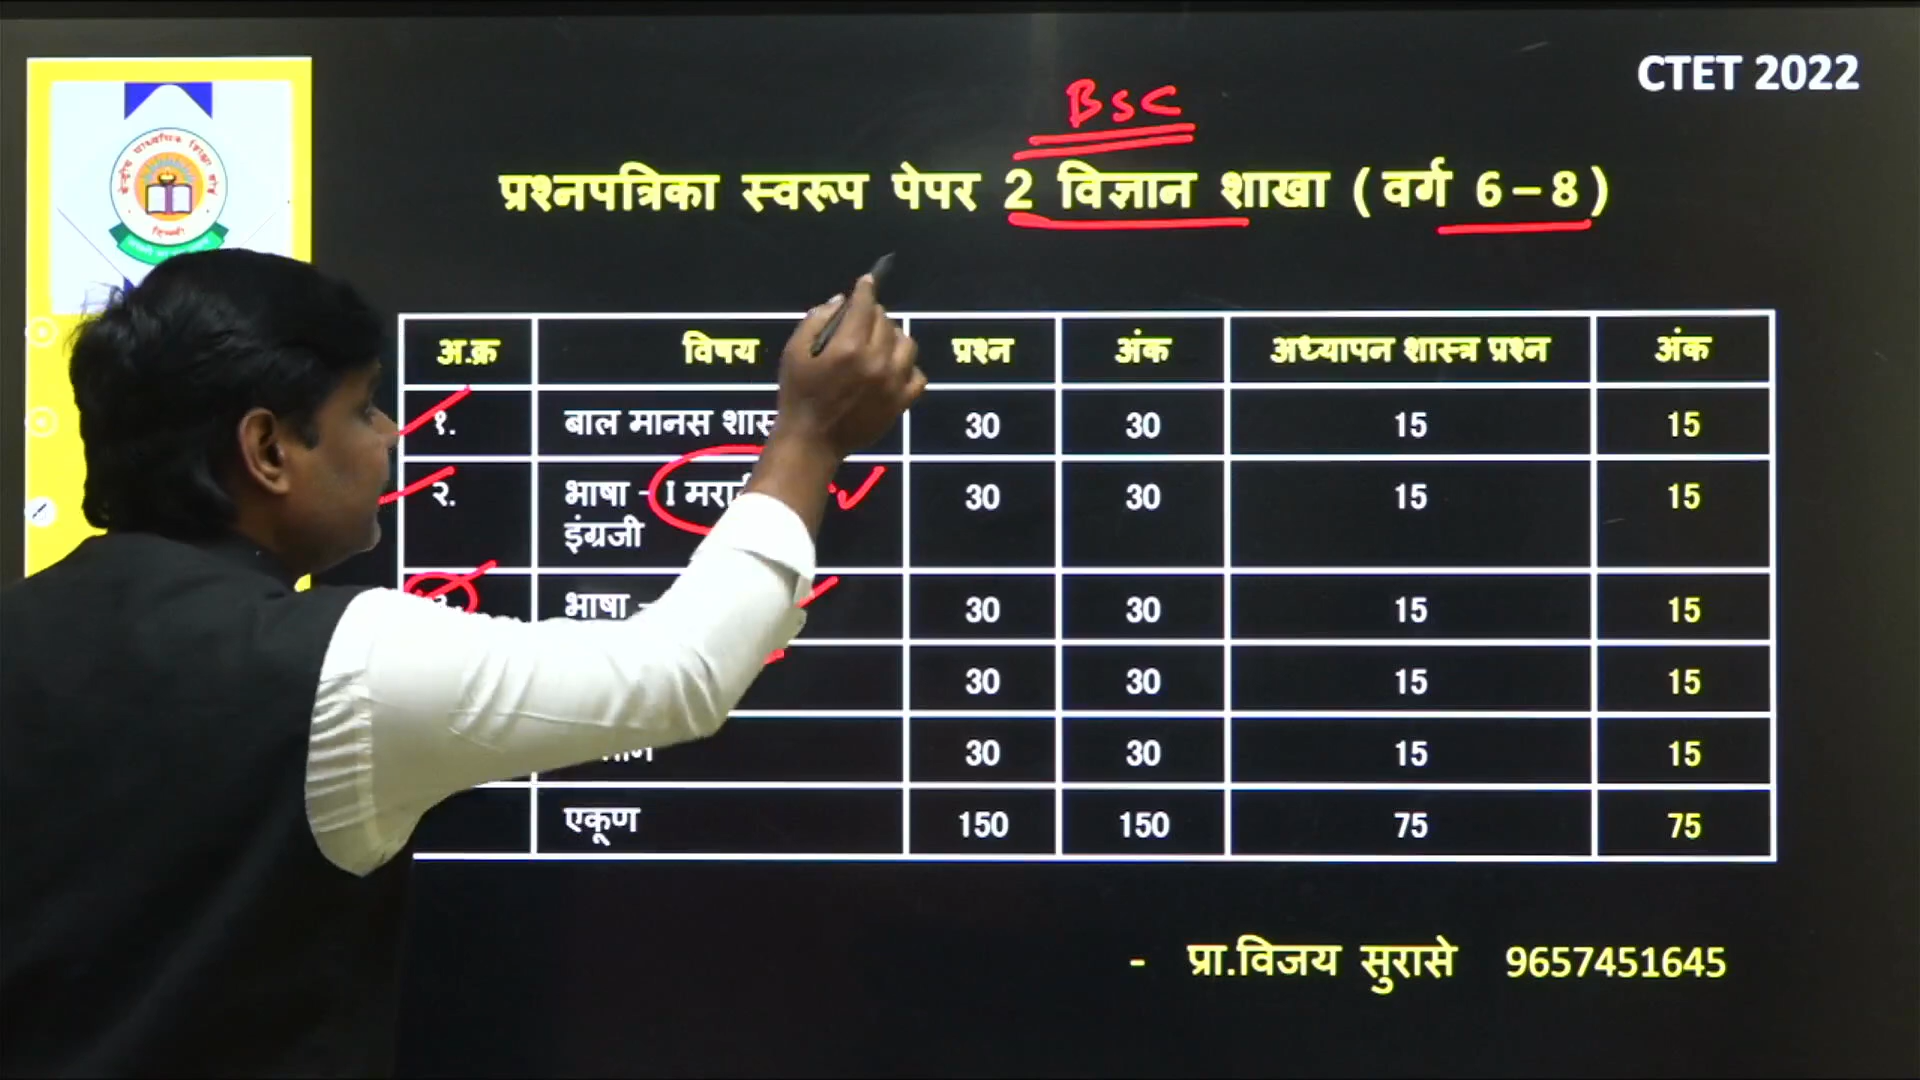 CTET 2022
BSC
प्रश्नपत्रिका स्वरूप पेपर 2 विज्ञान शाखा ( वर्ग 6 – 8 )
केन्द्रीय माध्यमिक शिक्षा बोर्ड
दिल्ली
अ.क्र विषय प्रश्न अंक अध्यापन शास्त्र प्रश्न अंक
१. बाल मानस 30 30 15 15
२. भाषा - I 30 30 15 15
इंग्रजी
३. भाषा - 30 30 15 15
30 30 15 15
30 30 15 15
एकूण 150 150 75 75
- प्रा.विजय सुरासे 9657451645